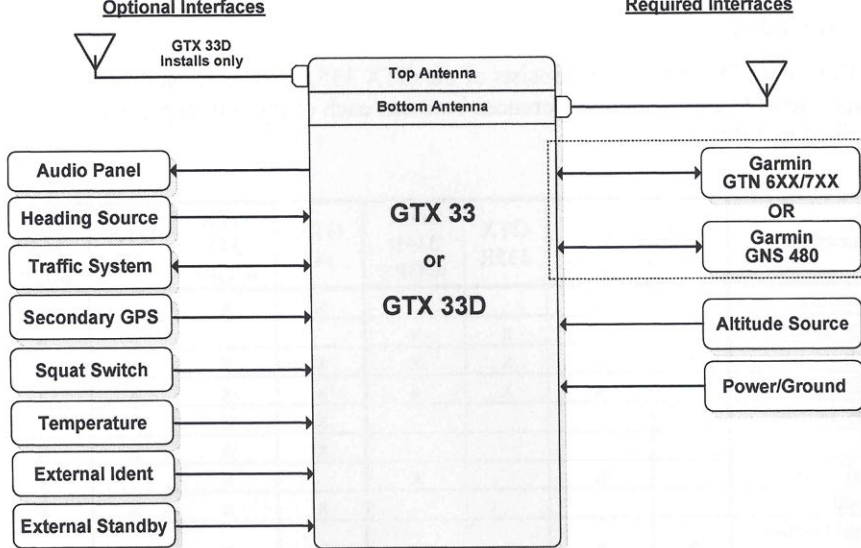 Optional Interfaces
Required Interfaces
GTX 33D
Installs only
Top Antenna
Bottom Antenna
Audio Panel
Heading Source
Traffic System
Secondary GPS
Squat Switch
Temperature
External Ident
External Standby
GTX 33
or
GTX 33D
Garmin
GTN 6XX/7XX
OR
Garmin
GNS 480
Altitude Source
Power/Ground